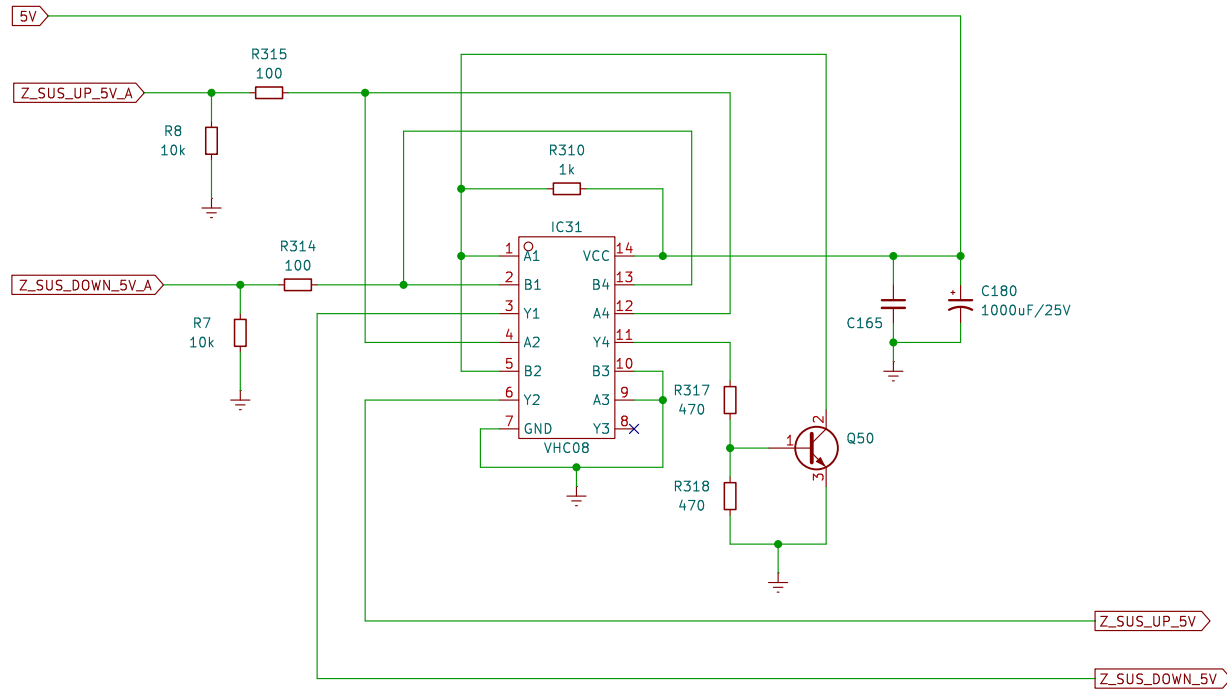 5V
R315
100
Z_SUS_UP_5V_A
R8
10k
R310
1k
IC31
R314
100
Z_SUS_DOWN_5V_A
R7
10k
1 A1 VCC 14
2 B1 B4 13
3 Y1 A4 12
4 A2 Y4 11
5 B2 B3 10
6 Y2 A3 9
7 GND Y3 8
VHC08
C165
+
C180
1000uF/25V
R317
470
R318
470
2
1
3
Q50
Z_SUS_UP_5V
Z_SUS_DOWN_5V